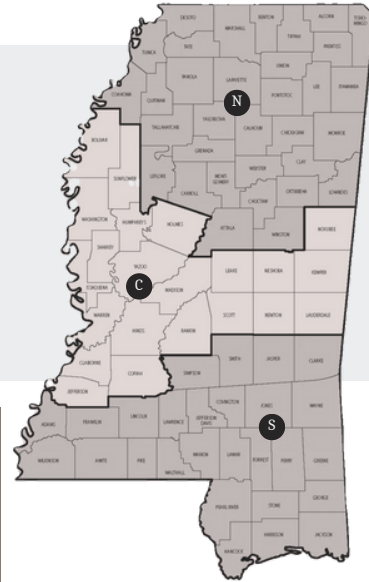 DESOTO
MARSHALL
BENTON
ALCORN
TISHO-
MINGO
TIPPAH
PRENTISS
TUNICA
TATE
UNION
PANOLA
LAFAYETTE
LEE
ITAWAMBA
COAHOMA
QUITMAN
PONTOTOC
N
YALOBUSHA
TALLAHATCHIE
CALHOUN
CHICKASAW
MONROE
BOLIVAR
GRENADA
CLAY
WEBSTER
SUNFLOWER
LEFLORE
MONT-
GOMERY
OKTIBBEHA
LOWNDES
CARROLL
CHOCTAW
WASHINGTON
HUMPHREYS
HOLMES
ATTALA
WINSTON
NOXUBEE
SHARKEY
YAZOO
LEAKE
NESHOBA
KEMPER
ISSAQUENA
C
MADISON
WARREN
SCOTT
NEWTON
LAUDERDALE
HINDS
RANKIN
CLAIBORNE
COPIAH
SIMPSON
SMITH
JASPER
CLARKE
JEFFERSON
ADAMS
FRANKLIN
LINCOLN
LAWRENCE
JEFFERSON
DAVIS
COVINGTON
JONES
WAYNE
S
WILKINSON
AMITE
PIKE
WALTHALL
MARION
LAMAR
FORREST
PERRY
GREENE
PEARL RIVER
STONE
GEORGE
HARRISON
JACKSON
HANCOCK